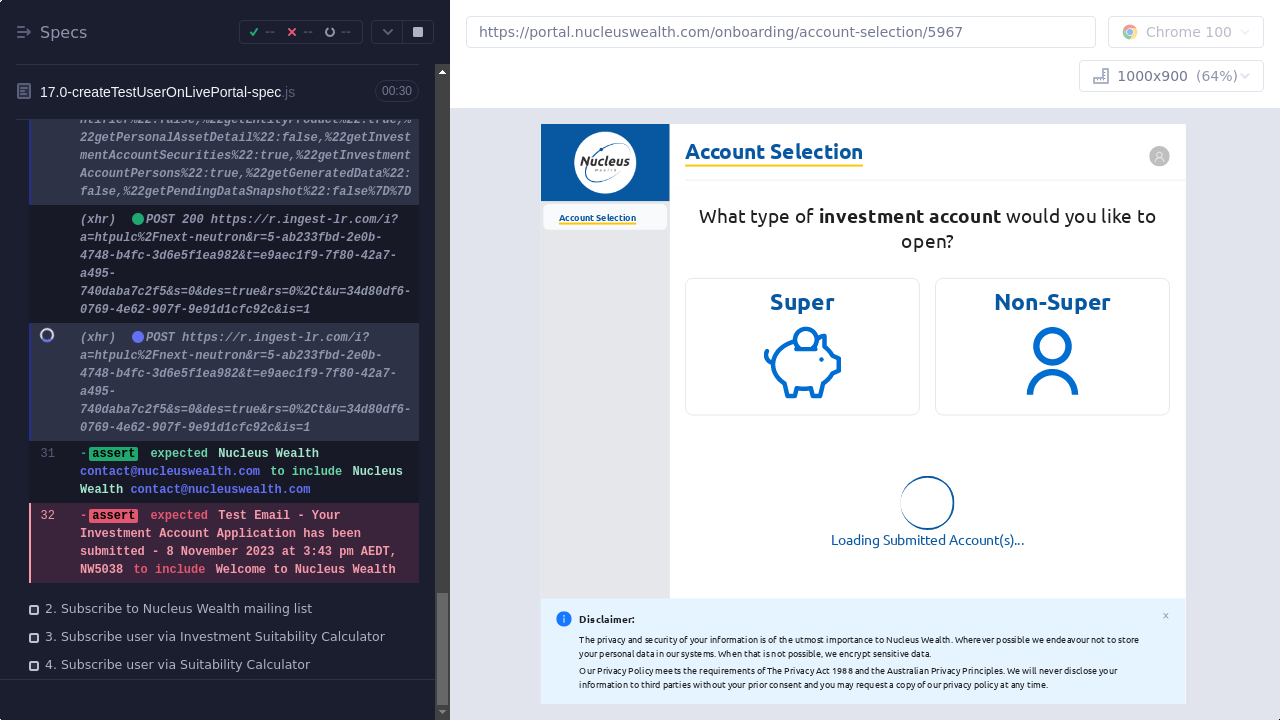 Specs
-- -- --
17.0-createTestUserOnLivePortal-spec.js
00:30
ntifier%22:false,%22getEntityProduct%22:true,%
22getPersonalAssetDetail%22:false,%22getInvest
mentAccountSecurities%22:true,%22getInvestment
AccountPersons%22:true,%22getGeneratedData%22:
false,%22getPendingDataSnapshot%22:false%7D%7D
(xhr) POST 200 https://r.ingest-lr.com/i?
a=htpulc%2Fnext-neutron&r=5-ab233fbd-2e0b-
4748-b4fc-3d6e5f1ea982&t=e9aec1f9-7f80-42a7-
a495-
740daba7c2f5&s=0&des=true&rs=0%2Ct&u=34d80df6-
0769-4e62-907f-9e91d1cfc92c&is=1
(xhr) POST https://r.ingest-lr.com/i?
a=htpulc%2Fnext-neutron&r=5-ab233fbd-2e0b-
4748-b4fc-3d6e5f1ea982&t=e9aec1f9-7f80-42a7-
a495-
740daba7c2f5&s=0&des=true&rs=0%2Ct&u=34d80df6-
0769-4e62-907f-9e91d1cfc92c&is=1
31 -assert expected Nucleus Wealth
contact@nucleuswealth.com to include Nucleus
Wealth contact@nucleuswealth.com
32 -assert expected Test Email - Your
Investment Account Application has been
submitted - 8 November 2023 at 3:43 pm AEDT,
NW5038 to include Welcome to Nucleus Wealth
2. Subscribe to Nucleus Wealth mailing list
3. Subscribe user via Investment Suitability Calculator
4. Subscribe user via Suitability Calculator
https://portal.nucleuswealth.com/onboarding/account-selection/5967
Chrome 100
1000x900 (64%)
Nucleus
Wealth
Account Selection
Account Selection
What type of investment account would you like to
open?
Super
Non-Super
Loading Submitted Account(s)...
Disclaimer:
The privacy and security of your information is of the utmost importance to Nucleus Wealth. Wherever possible we endeavour not to store
your personal data in our systems. When that is not possible, we encrypt sensitive data.
Our Privacy Policy meets the requirements of The Privacy Act 1988 and the Australian Privacy Principles. We will never disclose your
information to third parties without your prior consent and you may request a copy of our privacy policy at any time.